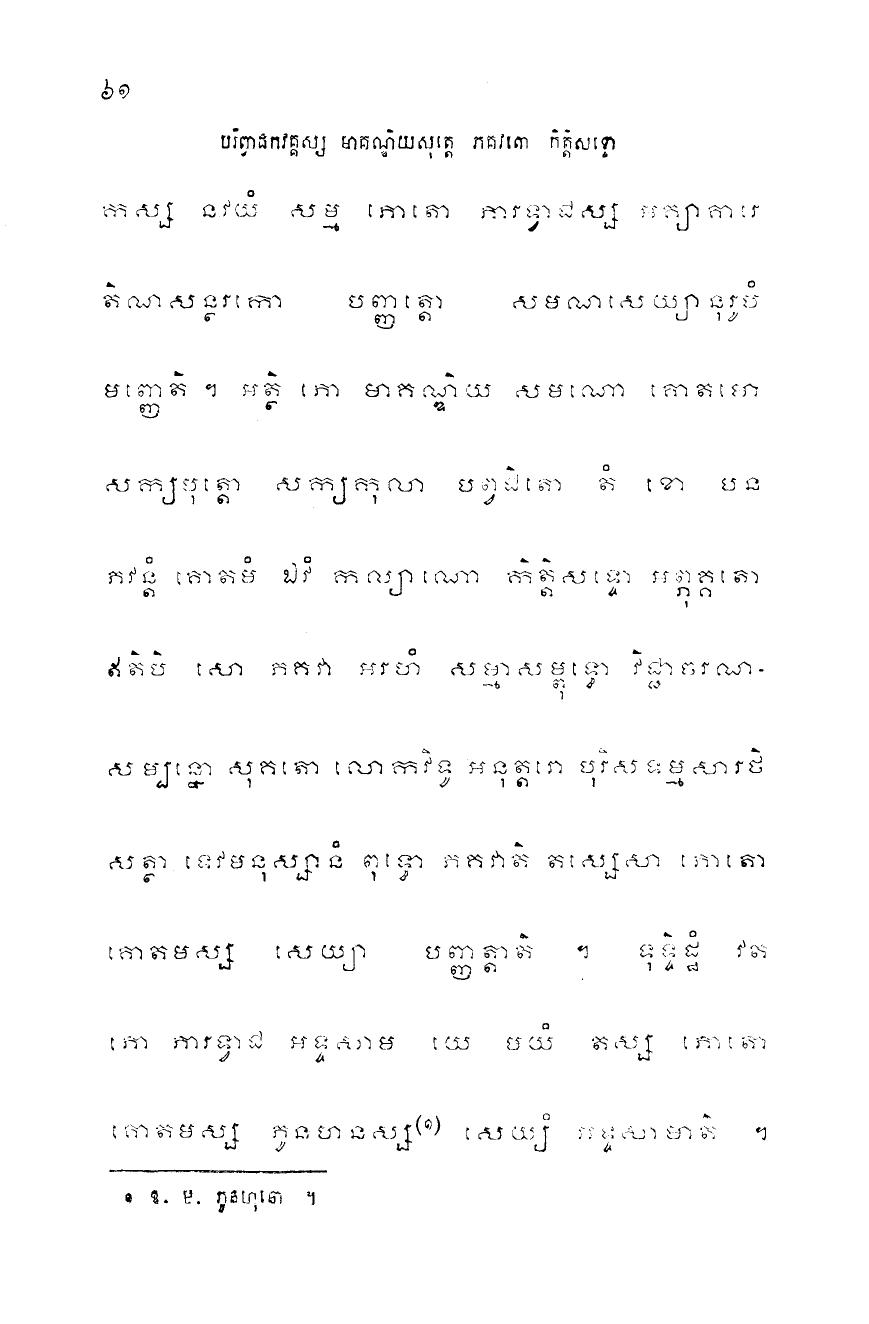 ៦១
បរិព្វាជកវគ្គស្ស មាគណ្ឌិយសុត្តេ ភគវតោ កិត្តិសទ្ទោ
កស្ស នវយំ សម្ម ភោតោ ភារទ្វាជស្ស អគ្យាគារេ
តិណសន្ថរកោ បញ្ញត្តោ សមណសេយ្យានុរូបំ
មញ្ញេតិ ។ អត្ថិ ភោ មាគណ្ឌិយ សមណោ គោតមោ
សក្យបុត្តោ សក្យកុលា បព្វជិតោ តំ ខោ បន
ភវន្តំ គោតមំ ឯវំ កល្យាណោ កិត្តិសទ្ទោ អព្ភុគ្គតោ
ឥតិបិ សោ ភគវា អរហំ សម្មាសម្ពុទ្ធោ វិជ្ជាចរណ-
សម្បន្នោ សុគតោ លោកវិទូ អនុត្តរោ បុរិសទម្មសារថិ
សត្ថា ទេវមនុស្សានំ ពុទ្ធោ ភគវាតិ តស្សេសា ភោតោ
គោតមស្ស សេយ្យា បញ្ញត្តាតិ ។ ទុទ្ទិដ្ឋំ វត
ភោ ភារទ្វាជ អទ្ទសាម យេ មយំ តស្ស ភោតោ
គោតមស្ស ភូនហនស្ស(១) សេយ្យំ អទ្ទសាមាតិ ។
១ ឱ. ម. ភូនហុនោ ។